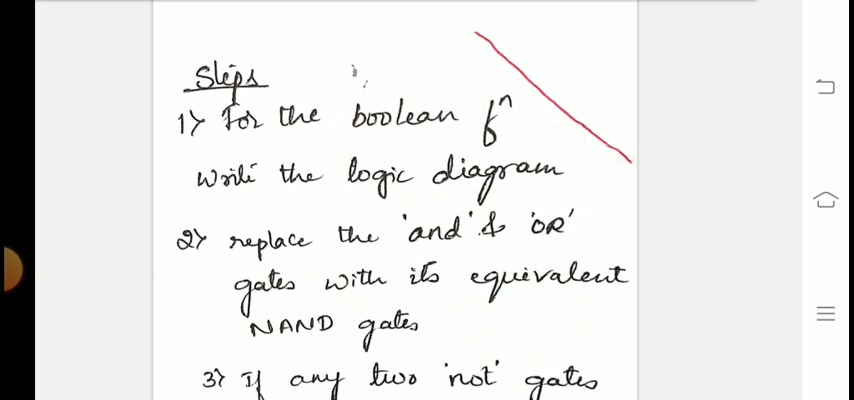 Steps
1> For the boolean fⁿ
write the logic diagram
2> replace the 'and' & 'OR'
gates with its equivalent
NAND gates
3> If any two 'not' gates